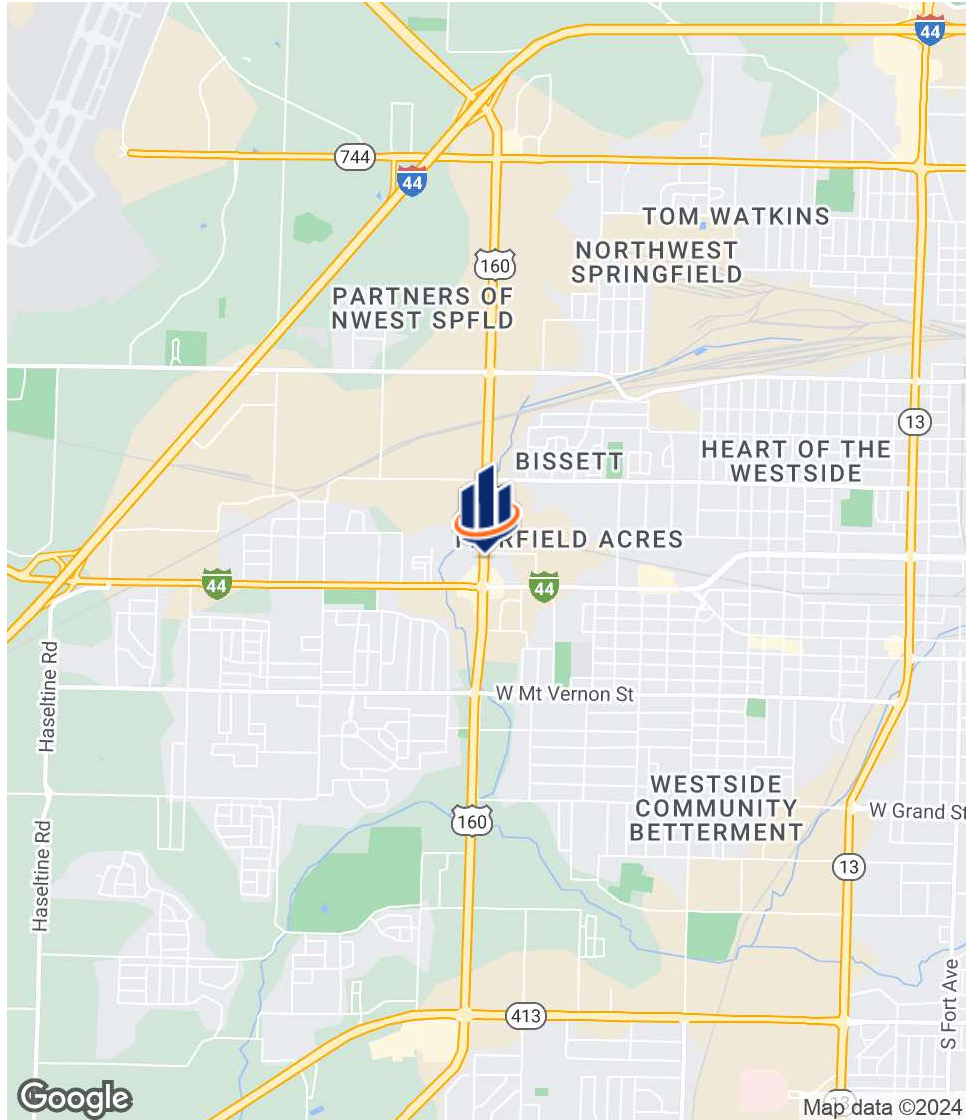 44
744
44
TOM WATKINS
NORTHWEST
SPRINGFIELD
160
PARTNERS OF
NWEST SPFLD
13
HEART OF THE
WESTSIDE
BISSETT
FIELD ACRES
44
44
Haseltine Rd
W Mt Vernon St
WESTSIDE
COMMUNITY
BETTERMENT
160
W Grand St
13
Haseltine Rd
S Fort Ave
413
13
Google
Map data ©2024